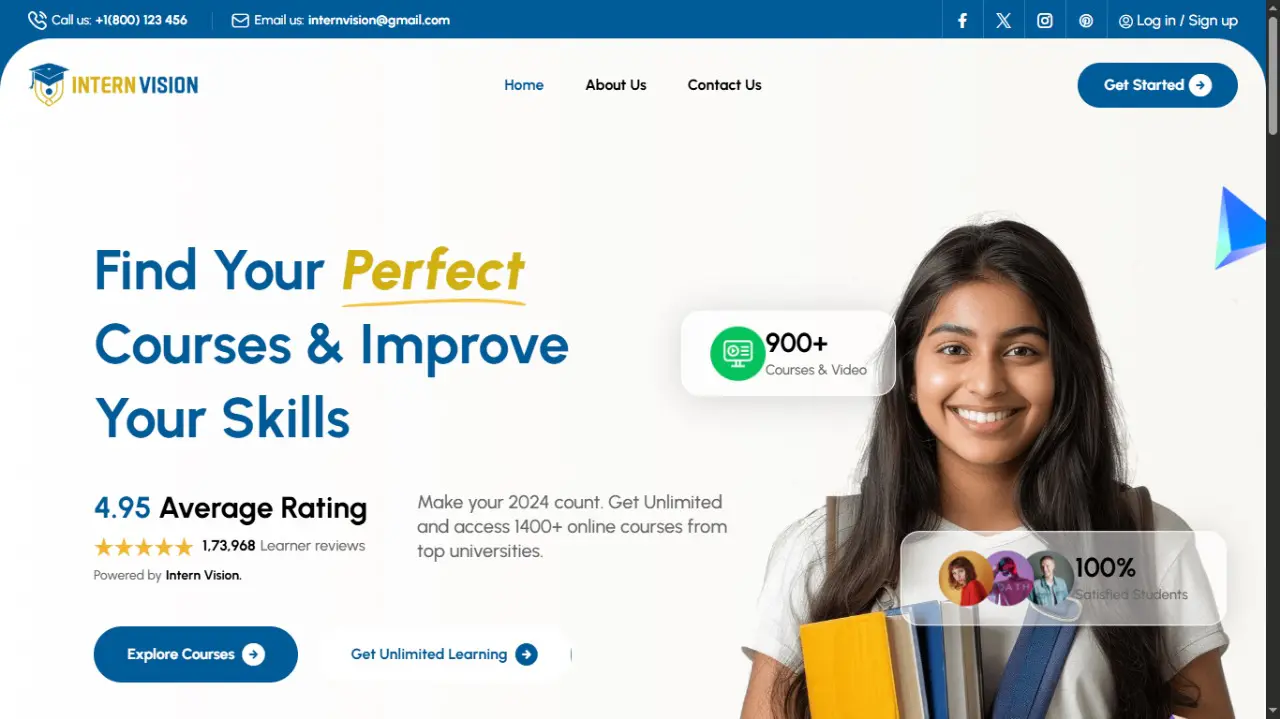 Call us: +1(800) 123 456
Email us: internvision@gmail.com
Log in / Sign up
INTERN VISION
Home
About Us
Contact Us
Get Started
Find Your Perfect
Courses & Improve
Your Skills
900+
Courses & Video
4.95 Average Rating
1,73,968 Learner reviews
Powered by Intern Vision.
Make your 2024 count. Get Unlimited
and access 1400+ online courses from
top universities.
100%
Satisfied Students
Explore Courses
Get Unlimited Learning